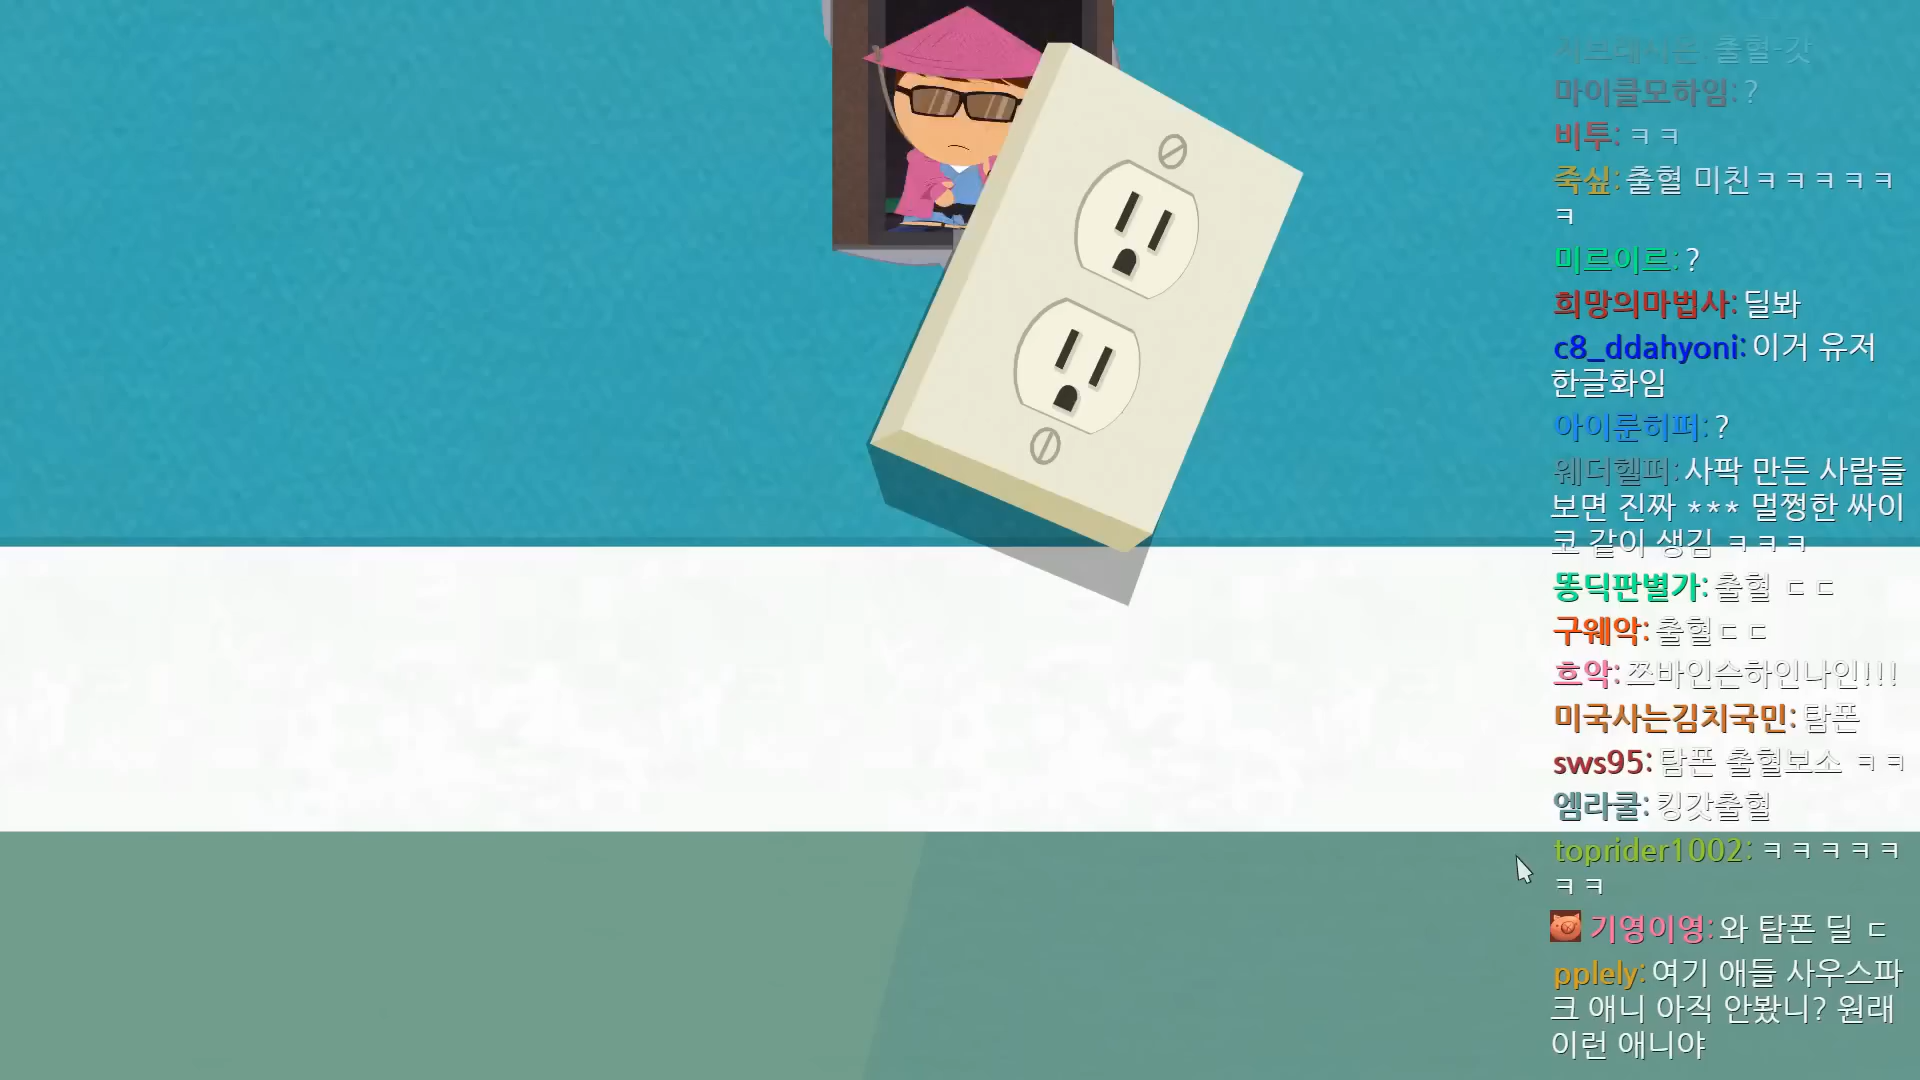 출혈-갓
마이클모하임: ?
비투: ㅋㅋ
죽싶: 출혈 미친ㅋㅋㅋㅋㅋ
ㅋ
미르이르: ?
희망의마법사: 딜봐
c8_ddahyoni: 이거 유저
한글화임
아이룬히퍼: ?
웨더헬퍼: 사팍 만든 사람들
보면 진짜 *** 멀쩡한 싸이
코 같이 생김 ㅋㅋㅋ
똥딕판별가: 출혈 ㄷㄷ
구웨악: 출혈ㄷㄷ
흐악: 쯔바인슨하인나인!!!
미국사는김치국민: 탐폰
sws95: 탐폰 출혈보소 ㅋㅋ
엠라쿨: 킹갓출혈
toprider1002: ㅋㅋㅋㅋㅋ
ㅋㅋ
기영이영: 와 탐폰 딜 ㄷ
pplely: 여기 애들 사우스파
크 애니 아직 안봤니? 원래
이런 애니야